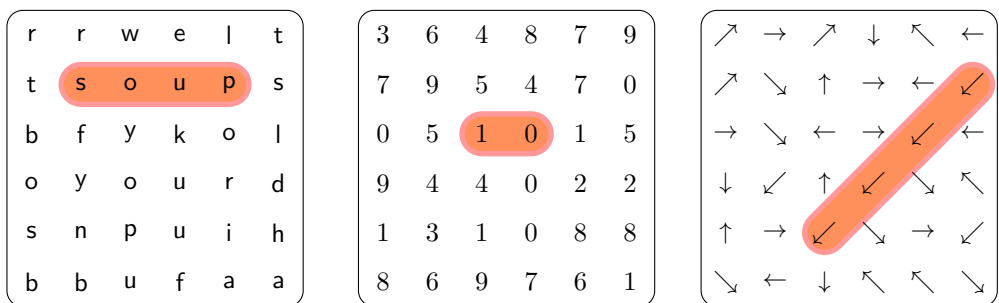 r r w e l t
t s o u p s
b f y k o l
o y o u r d
s n p u i h
b b u f a a
3 6 4 8 7 9
7 9 5 4 7 0
0 5 1 0 1 5
9 4 4 0 2 2
1 3 1 0 8 8
8 6 9 7 6 1
↗ → ↗ ↓ ↖ ←
↗ ↘ ↑ → ← ↙
→ ↘ ← → ↙ ←
↓ ↙ ↑ ↙ ↘ ↖
↑ → ↙ ↘ → ↙
↘ ← ↓ ↖ ↖ ↘